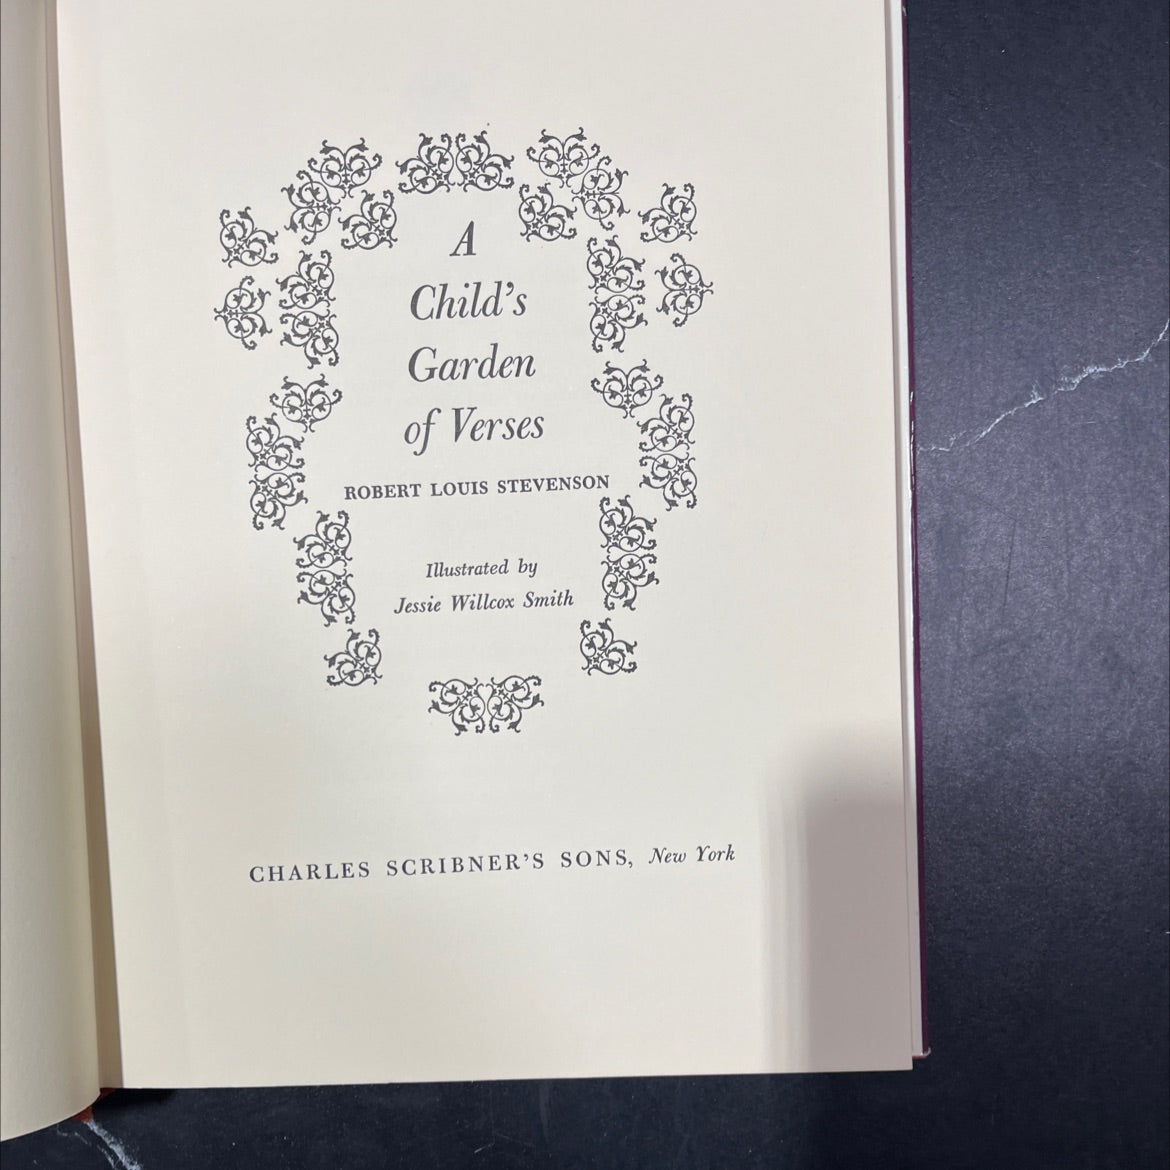 A
Child's
Garden
of Verses
ROBERT LOUIS STEVENSON
Illustrated by
Jessie Willcox Smith
CHARLES SCRIBNER'S SONS, New York